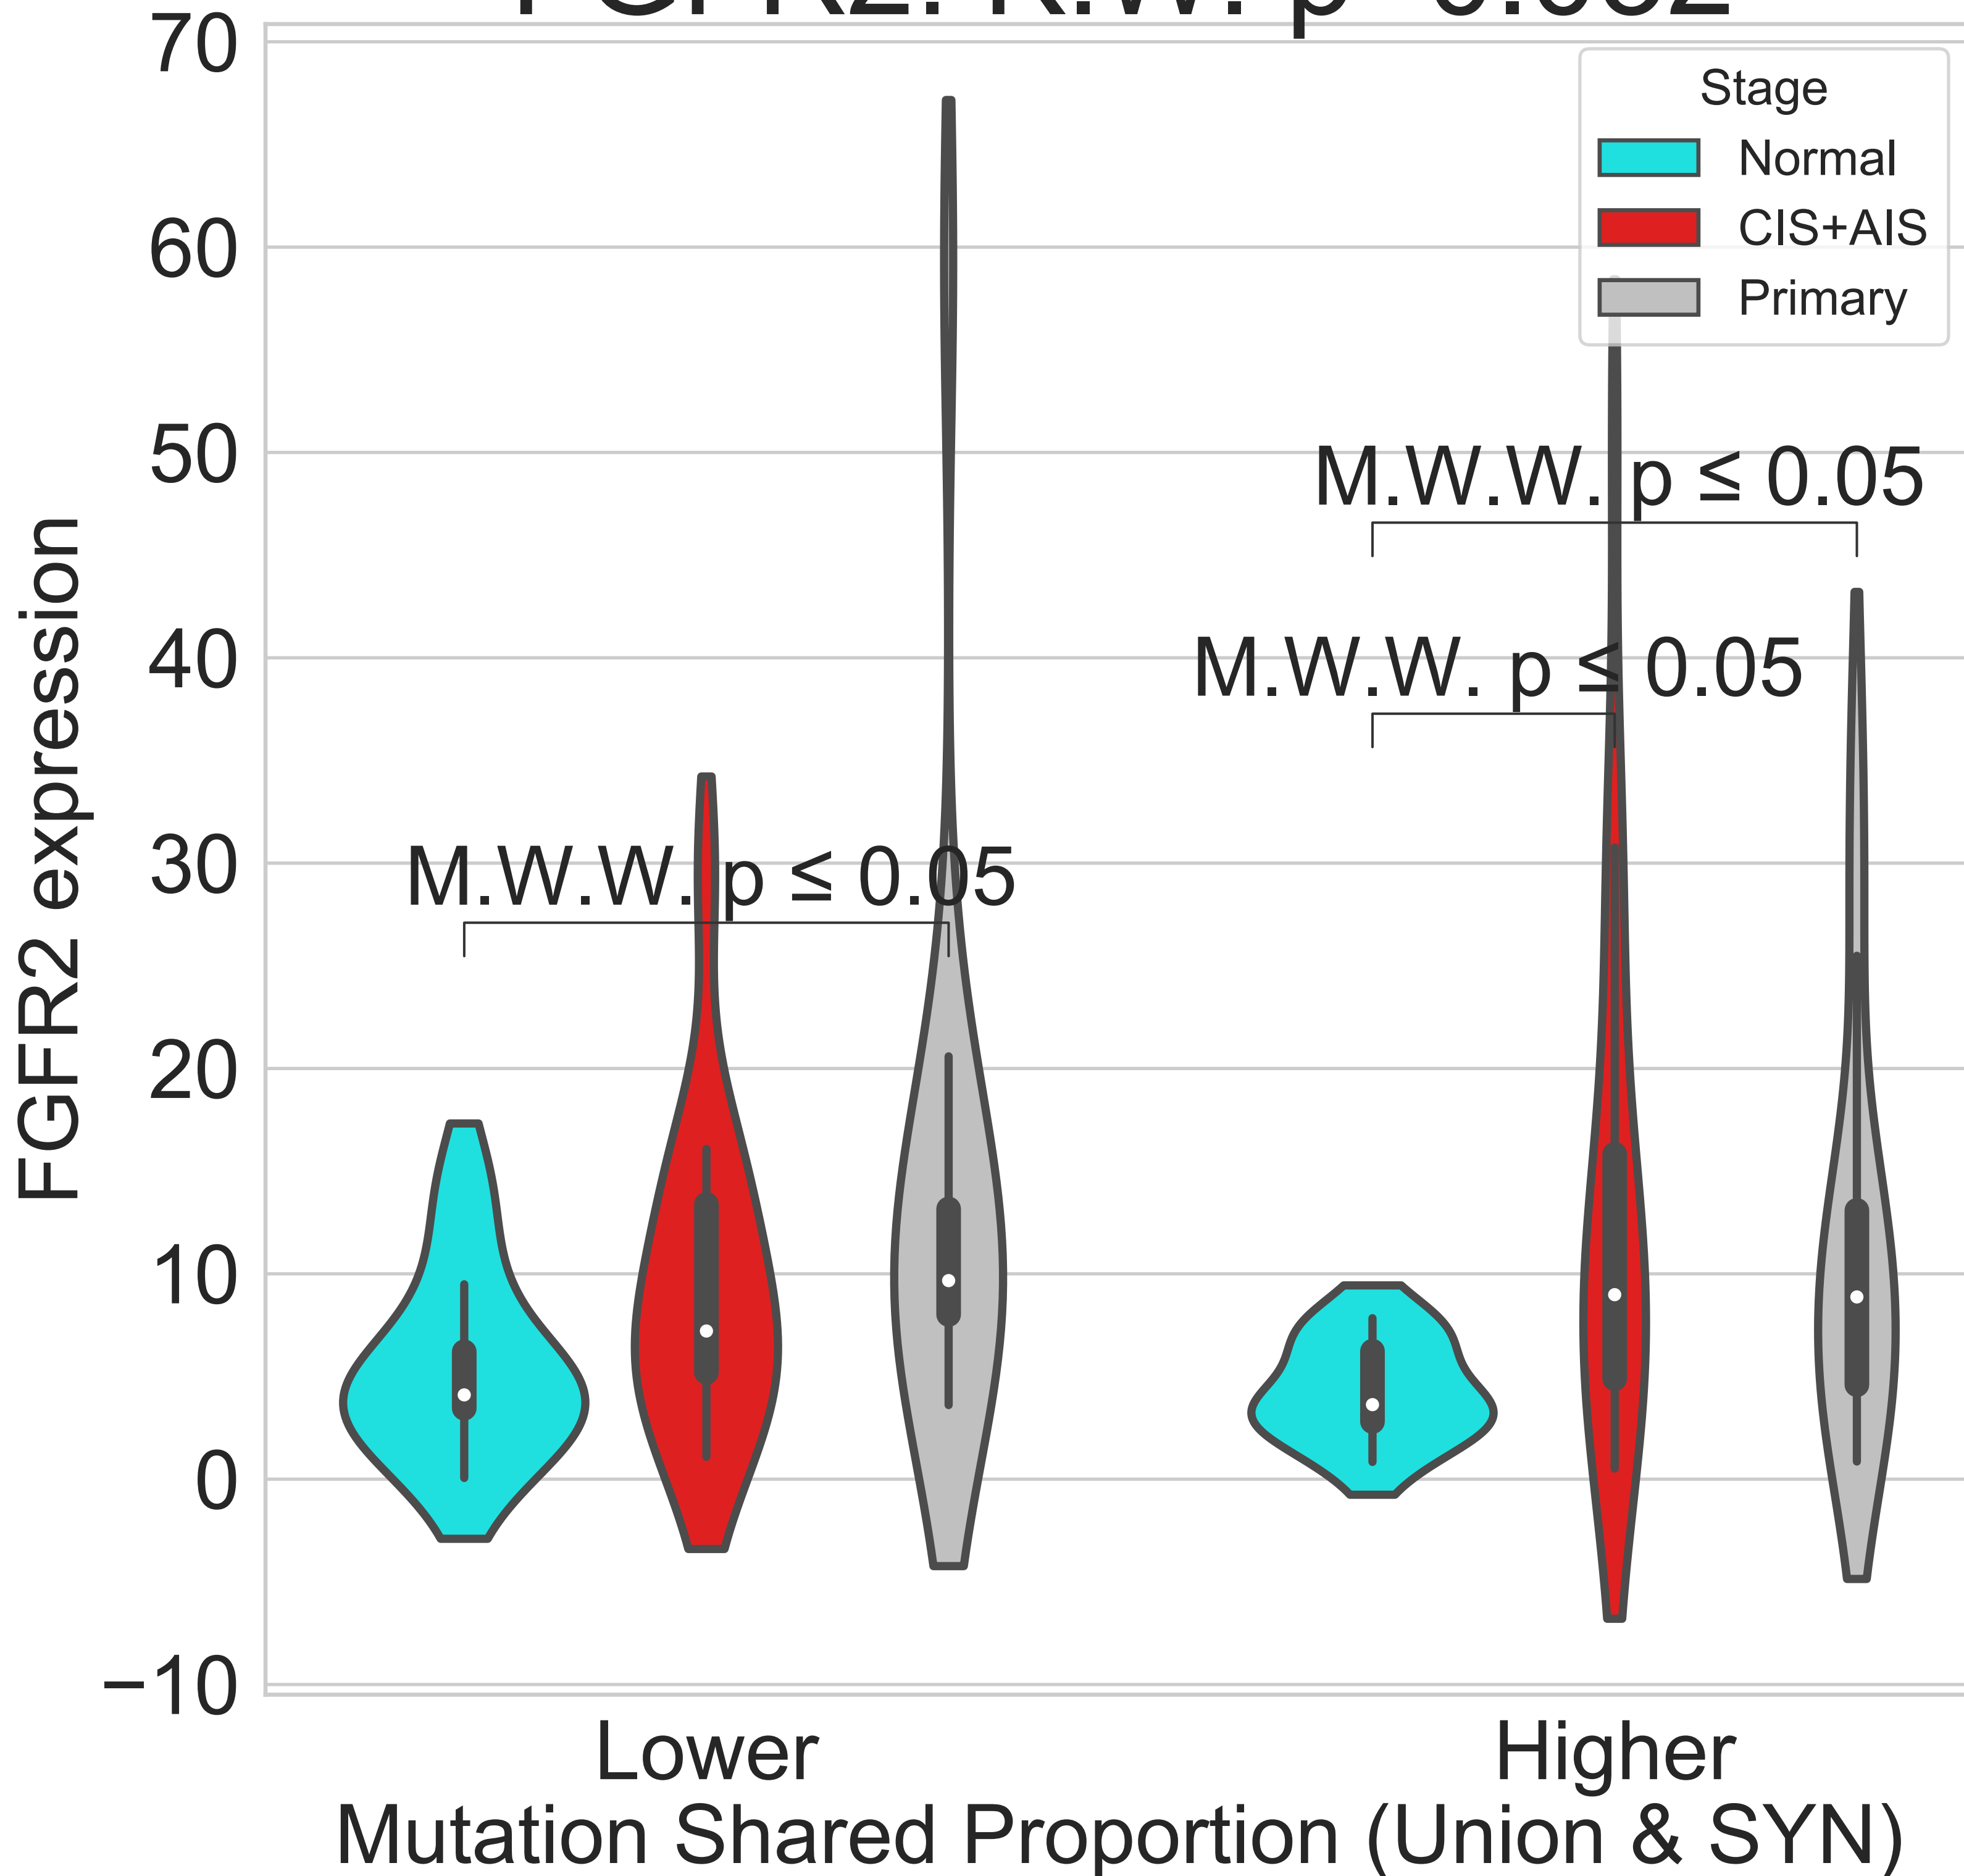 70
60
50
40
30
20
10
0
−10
FGFR2 expression
Stage
Normal
CIS+AIS
Primary
M.W.W. p ≤ 0.05
M.W.W. p ≤ 0.05
M.W.W. p ≤ 0.05
Lower
Higher
Mutation Shared Proportion (Union & SYN)